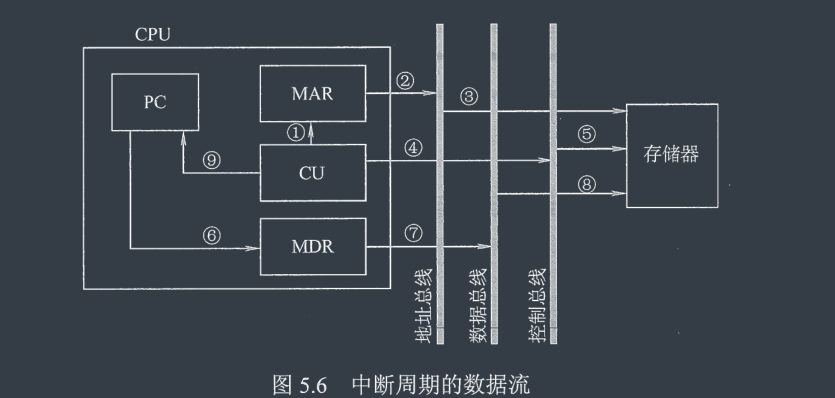 CPU
PC
MAR
CU
MDR
①
②
③
④
⑤
⑥
⑦
⑧
⑨
存储器
地址总线
数据总线
控制总线
图 5.6 中断周期的数据流